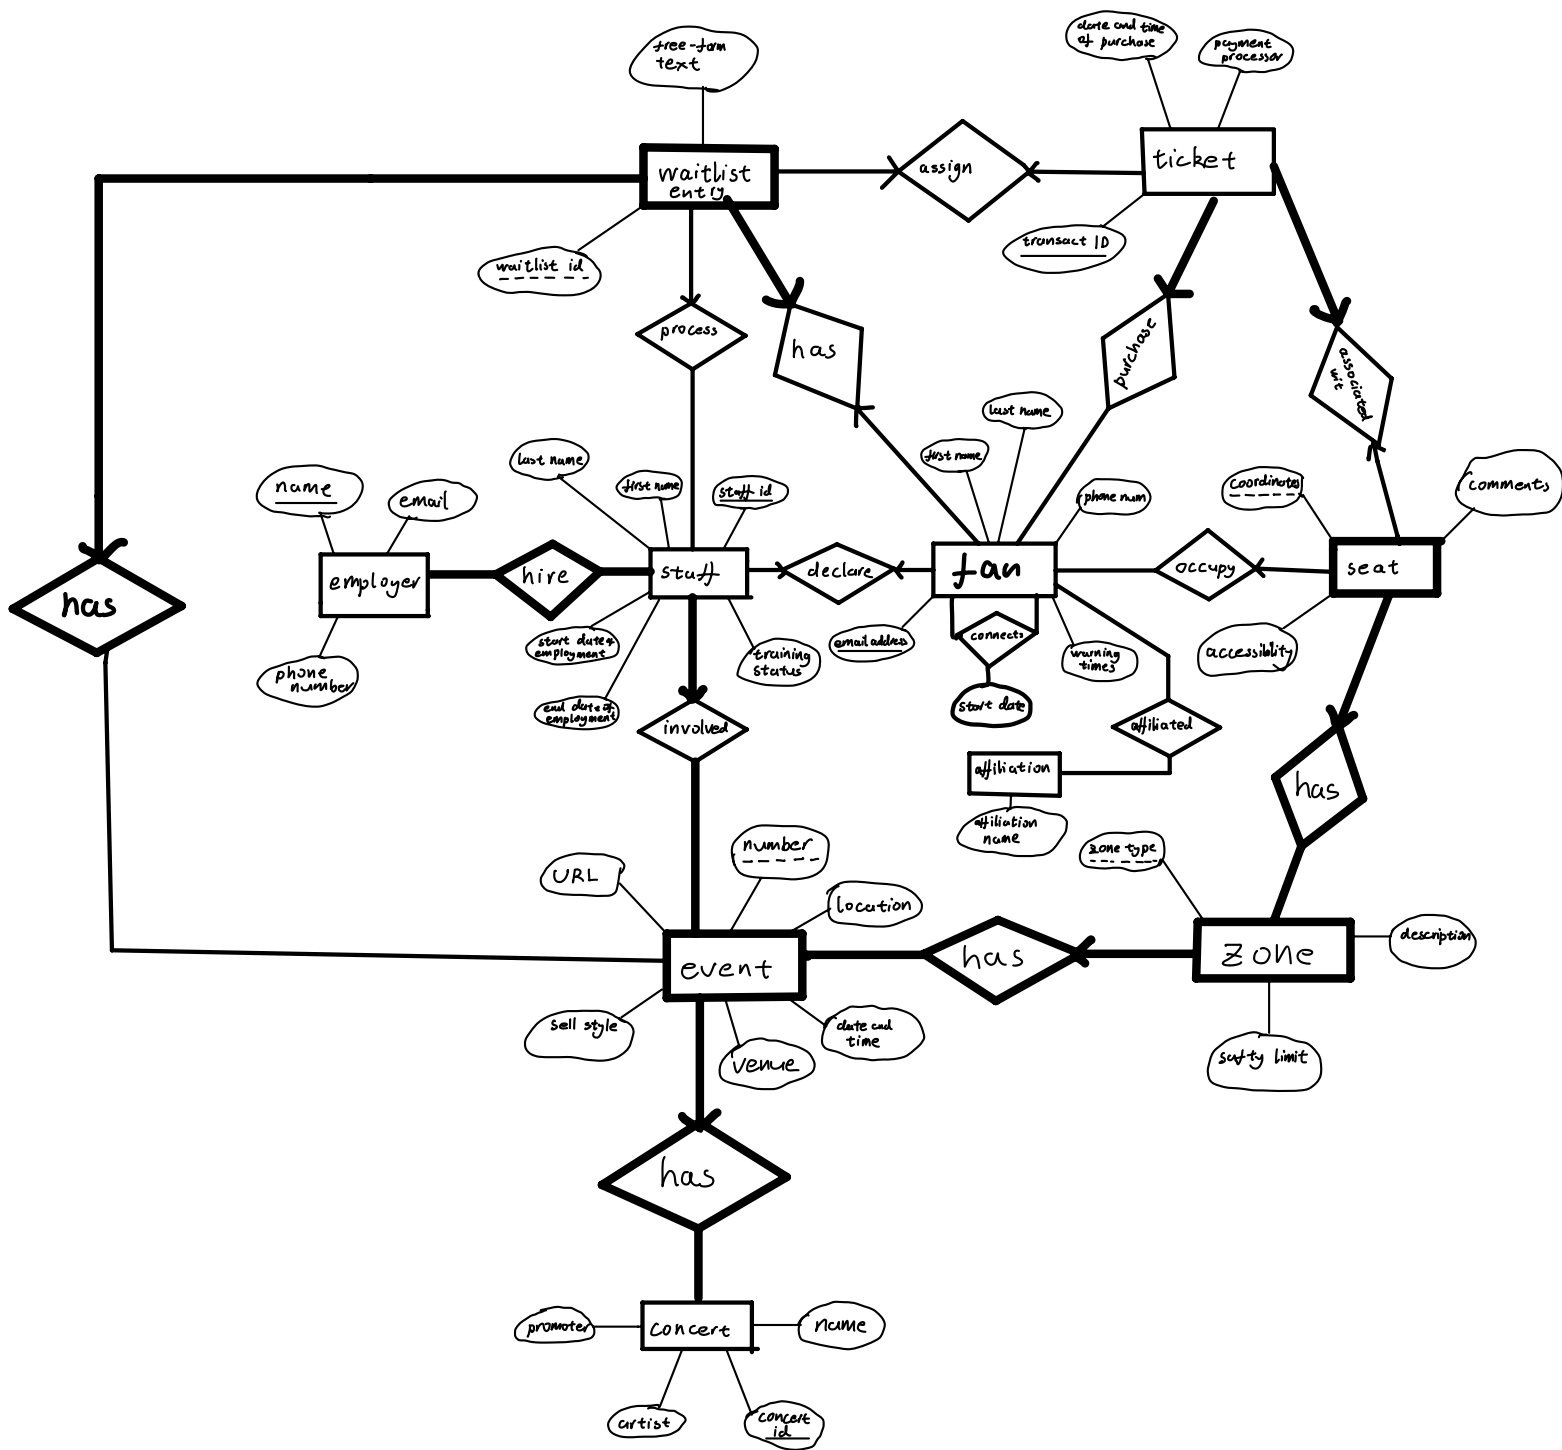 free-form
text
date and time
of purchase
payment
processor
waitlist
entry
assign
ticket
transact ID
waitlist id
process
has
purchase
associated
wit
last name
first name
staff id
last name
first name
phone num
coordinates
comments
name
email
employer
hire
staff
declare
fan
occupy
seat
has
phone
number
start date of
employment
training
status
end date of
employment
email address
connects
warning
times
accessiblity
start date
involved
affiliated
affiliation
affiliation
name
has
zone type
URL
number
location
event
has
zone
description
sell style
venue
date and
time
safty limit
has
promoter
concert
name
artist
concert
id